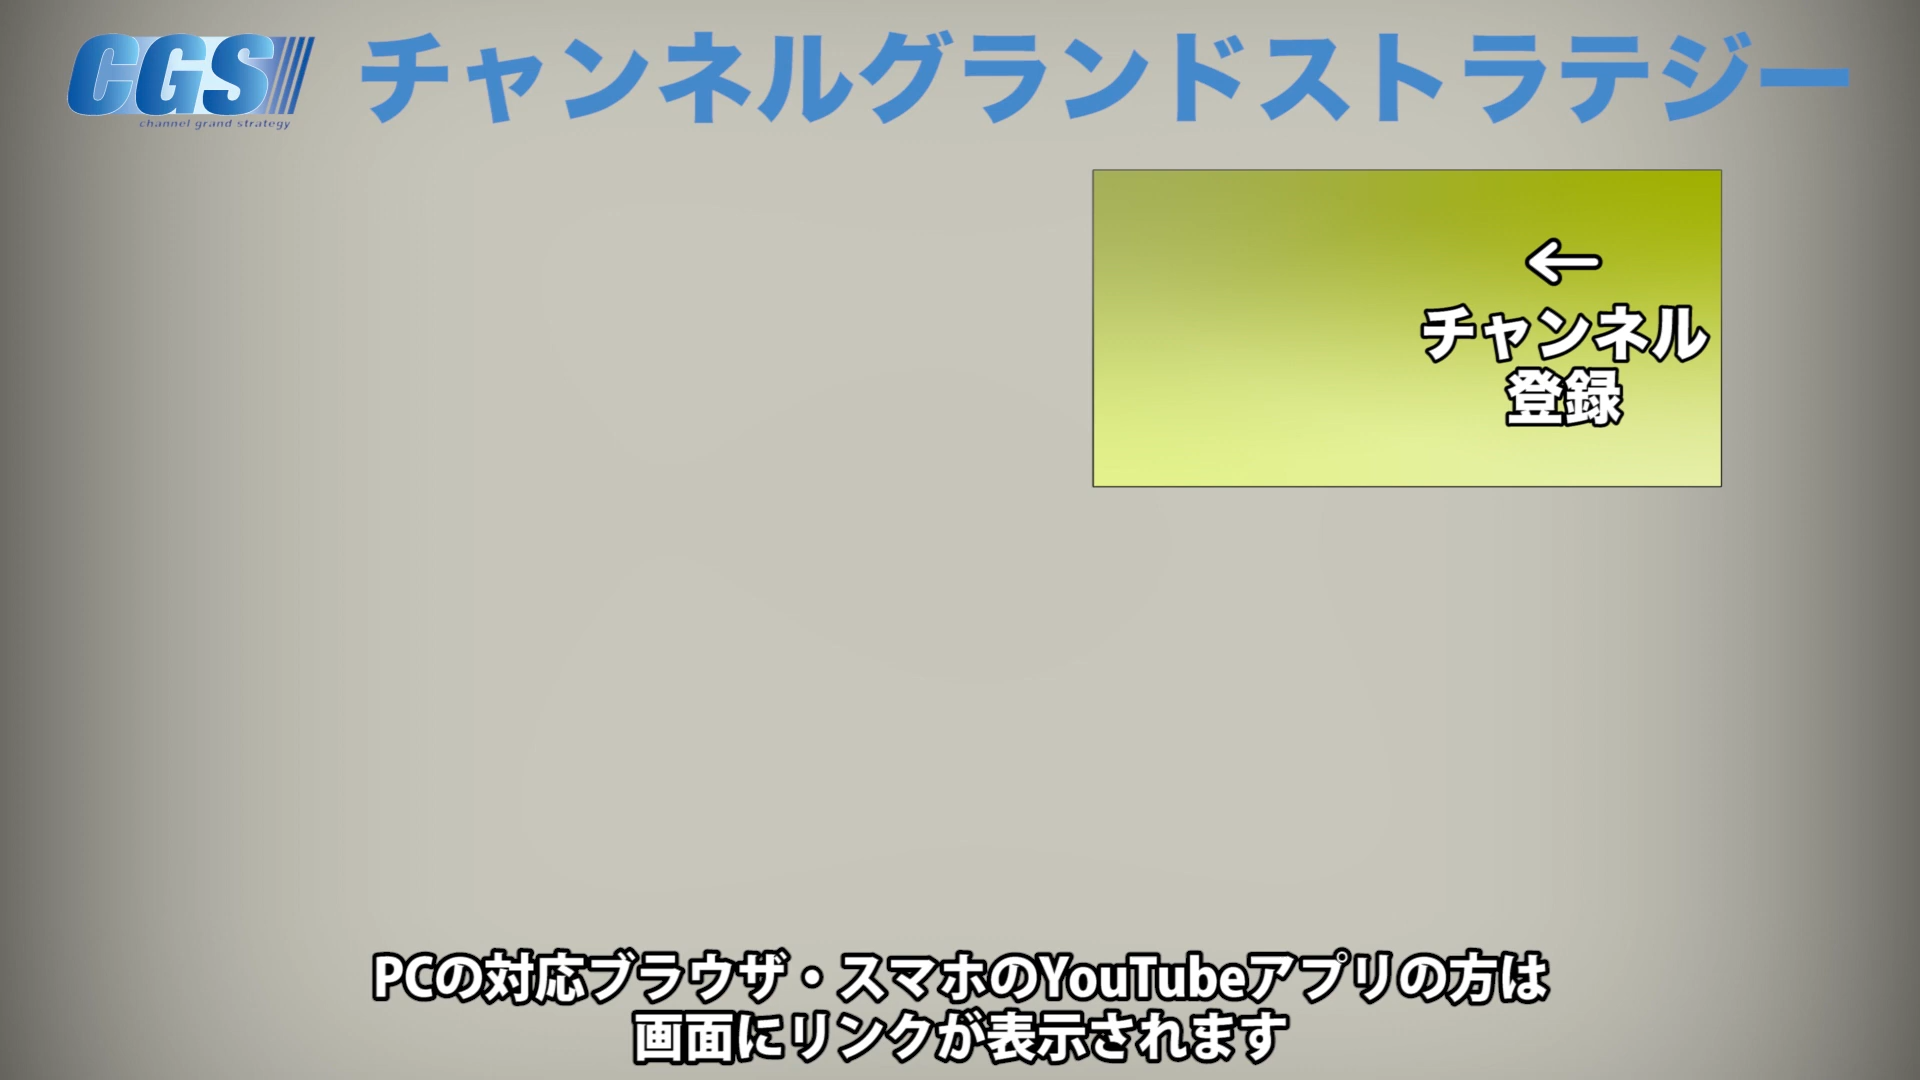 CGS
channel grand strategy
チャンネルグランドストラテジー
←
チャンネル
登録
PCの対応ブラウザ・スマホのYouTubeアプリの方は
画面にリンクが表示されます